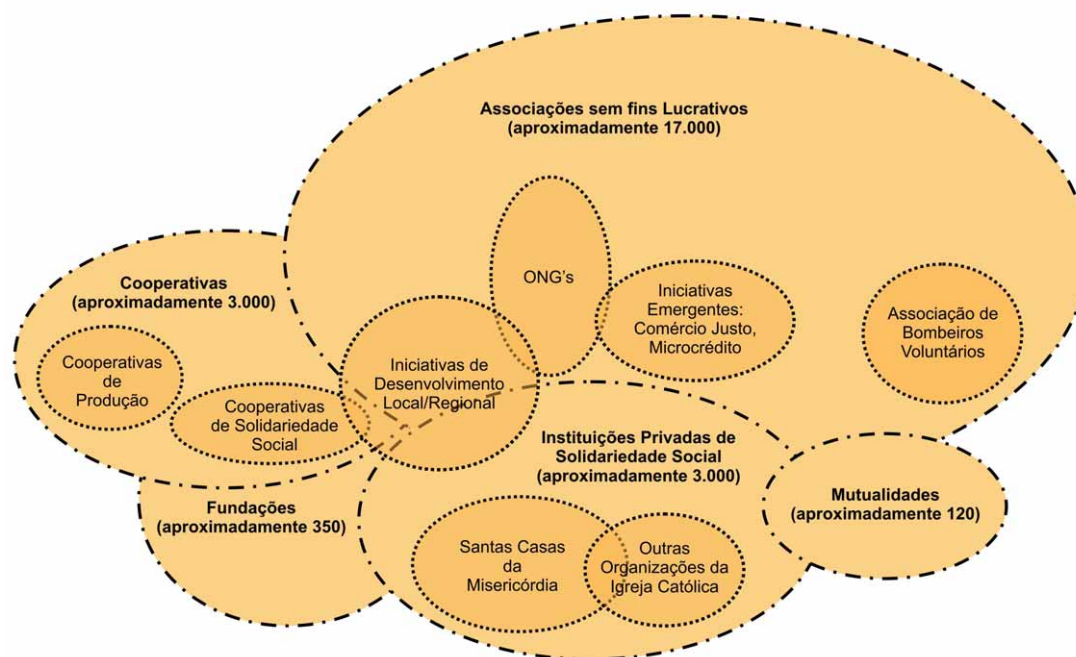 Associações sem fins Lucrativos
(aproximadamente 17.000)
Cooperativas
(aproximadamente 3.000)
ONG’s
Iniciativas
Emergentes:
Comércio Justo,
Microcrédito
Associação de
Bombeiros
Voluntários
Cooperativas
de
Produção
Iniciativas de
Desenvolvimento
Local/Regional
Cooperativas
de Solidariedade
Social
Instituições Privadas de
Solidariedade Social
(aproximadamente 3.000)
Fundações
(aproximadamente 350)
Mutualidades
(aproximadamente 120)
Santas Casas
da
Misericórdia
Outras
Organizações da
Igreja Católica